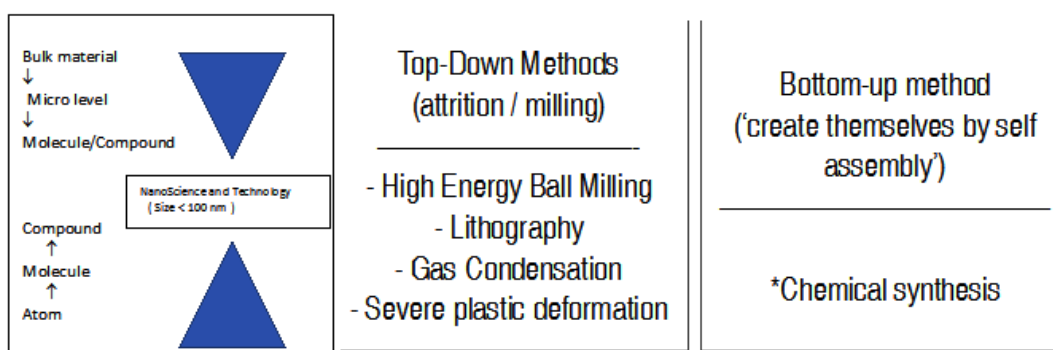 Bulk material
↓
Micro level
↓
Molecule/Compound
NanoScience and Technology
( Size < 100 nm )
Compound
↑
Molecule
↑
Atom
Top-Down Methods
(attrition / milling)
- High Energy Ball Milling
- Lithography
- Gas Condensation
- Severe plastic deformation
Bottom-up method
('create themselves by self
assembly')
*Chemical synthesis